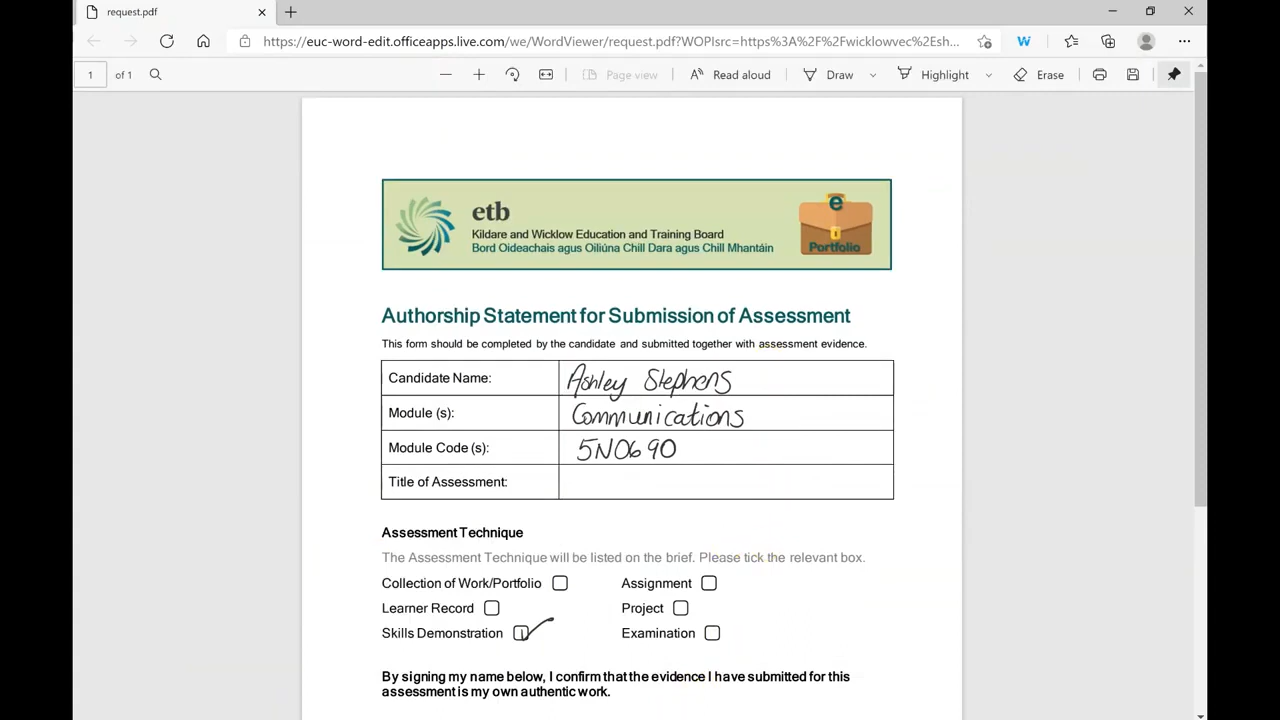 request.pdf
https://euc-word-edit.officeapps.live.com/we/WordViewer/request.pdf?WOPIsrc=https%3A%2F%2Fwicklowvec%2Esh...
1 of 1
Page view
Read aloud
Draw
Highlight
Erase
etb
Kildare and Wicklow Education and Training Board
Bord Oideachais agus Oiliúna Chill Dara agus Chill Mhantáin
e
Portfolio
Authorship Statement for Submission of Assessment
This form should be completed by the candidate and submitted together with assessment evidence.
Candidate Name: Ashley Stephens
Module (s): Communications
Module Code (s): 5N0690
Title of Assessment:
Assessment Technique
The Assessment Technique will be listed on the brief. Please tick the relevant box.
Collection of Work/Portfolio Assignment
Learner Record Project
Skills Demonstration Examination
By signing my name below, I confirm that the evidence I have submitted for this
assessment is my own authentic work.